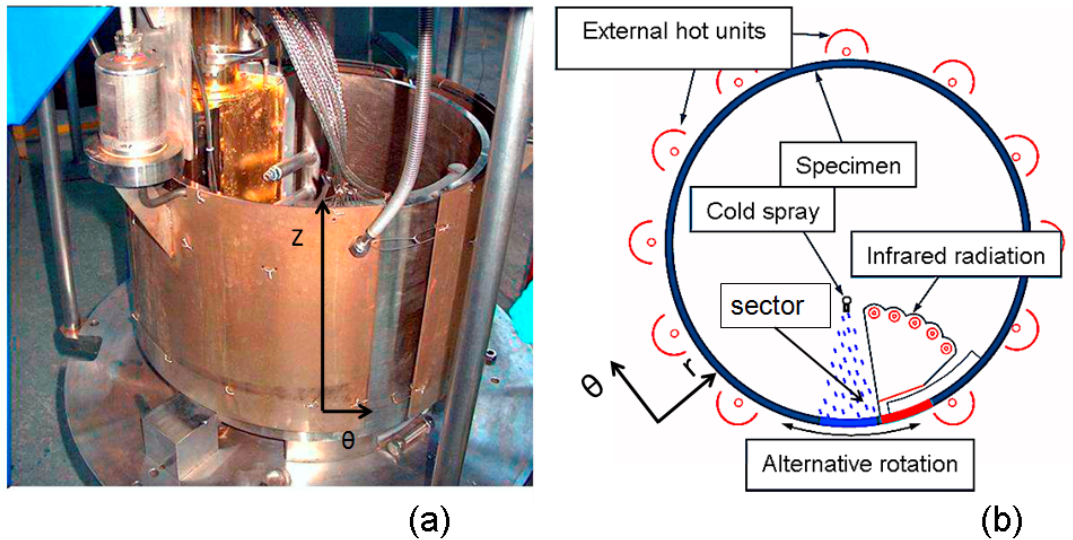 Z
θ
(a)
External hot units
Specimen
Cold spray
Infrared radiation
sector
θ
r
Alternative rotation
(b)